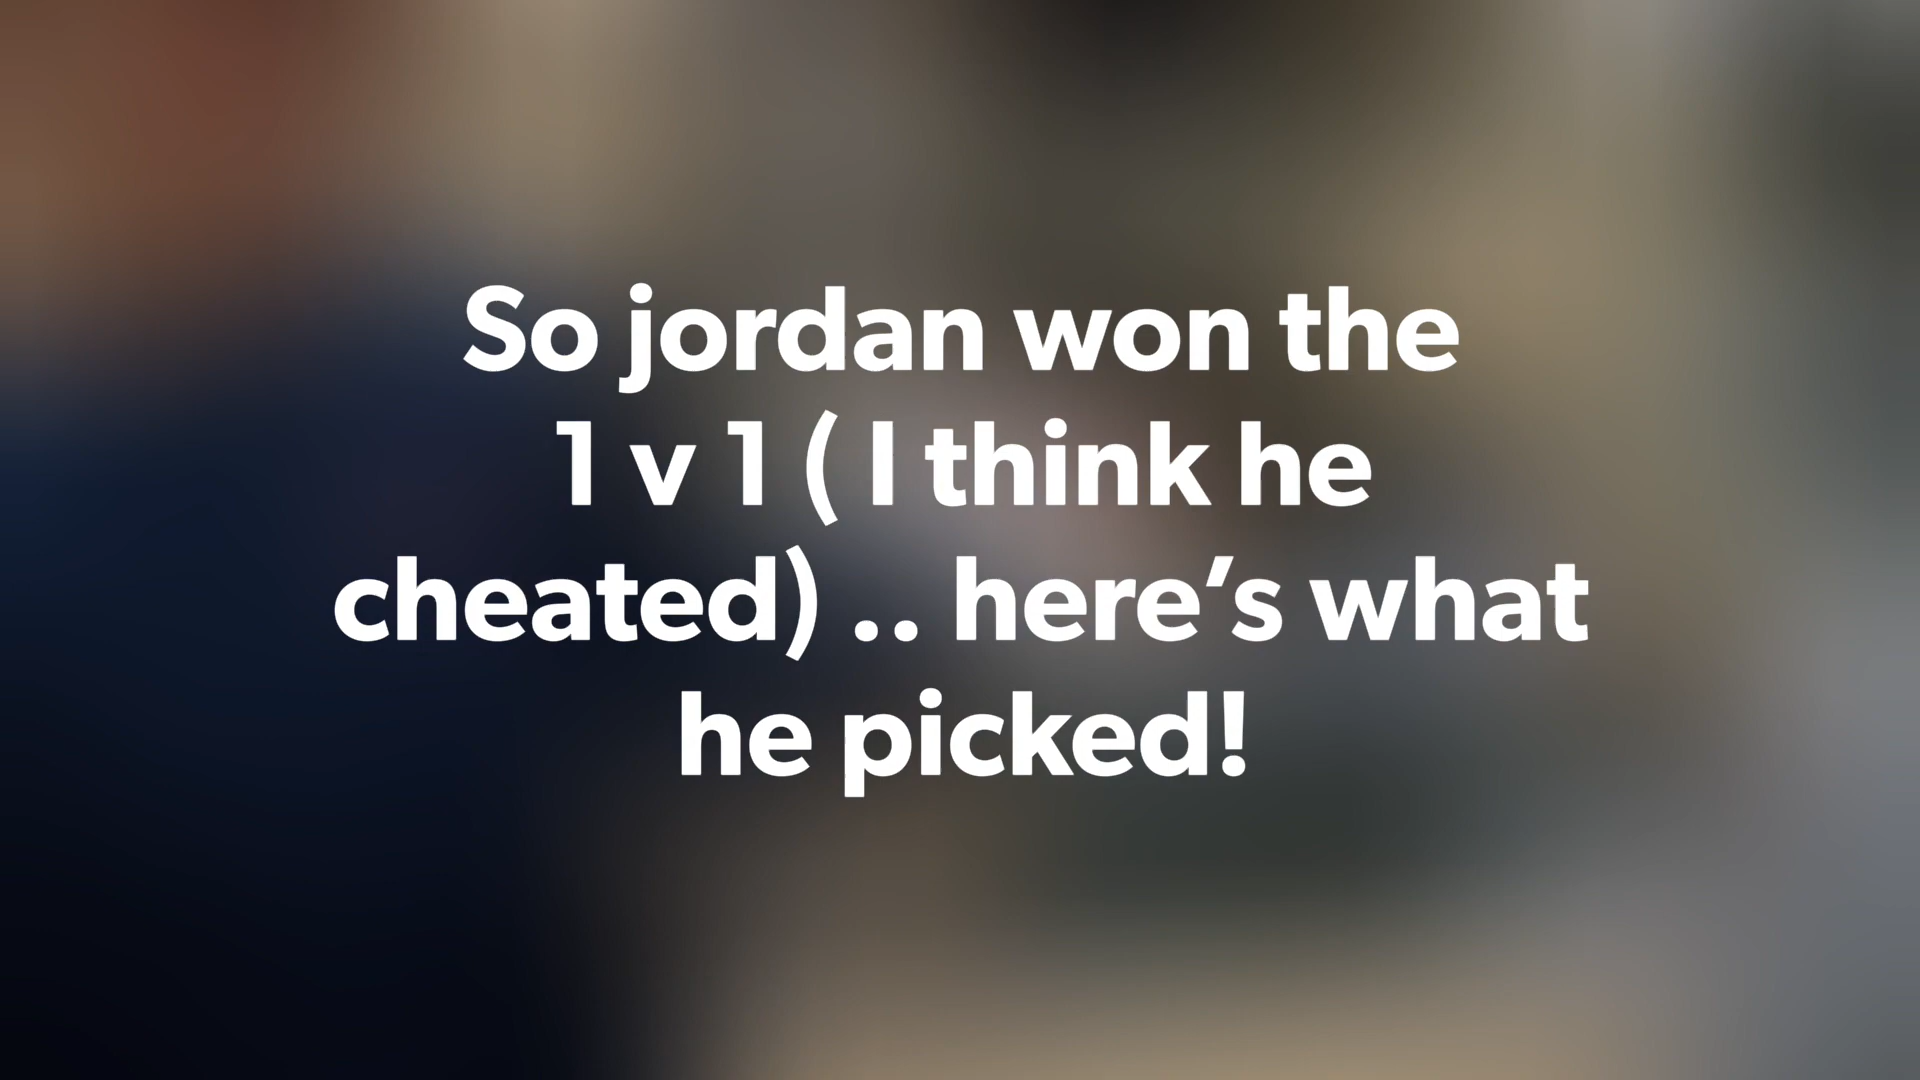 So jordan won the
1 v 1 ( I think he
cheated) .. here’s what
he picked!